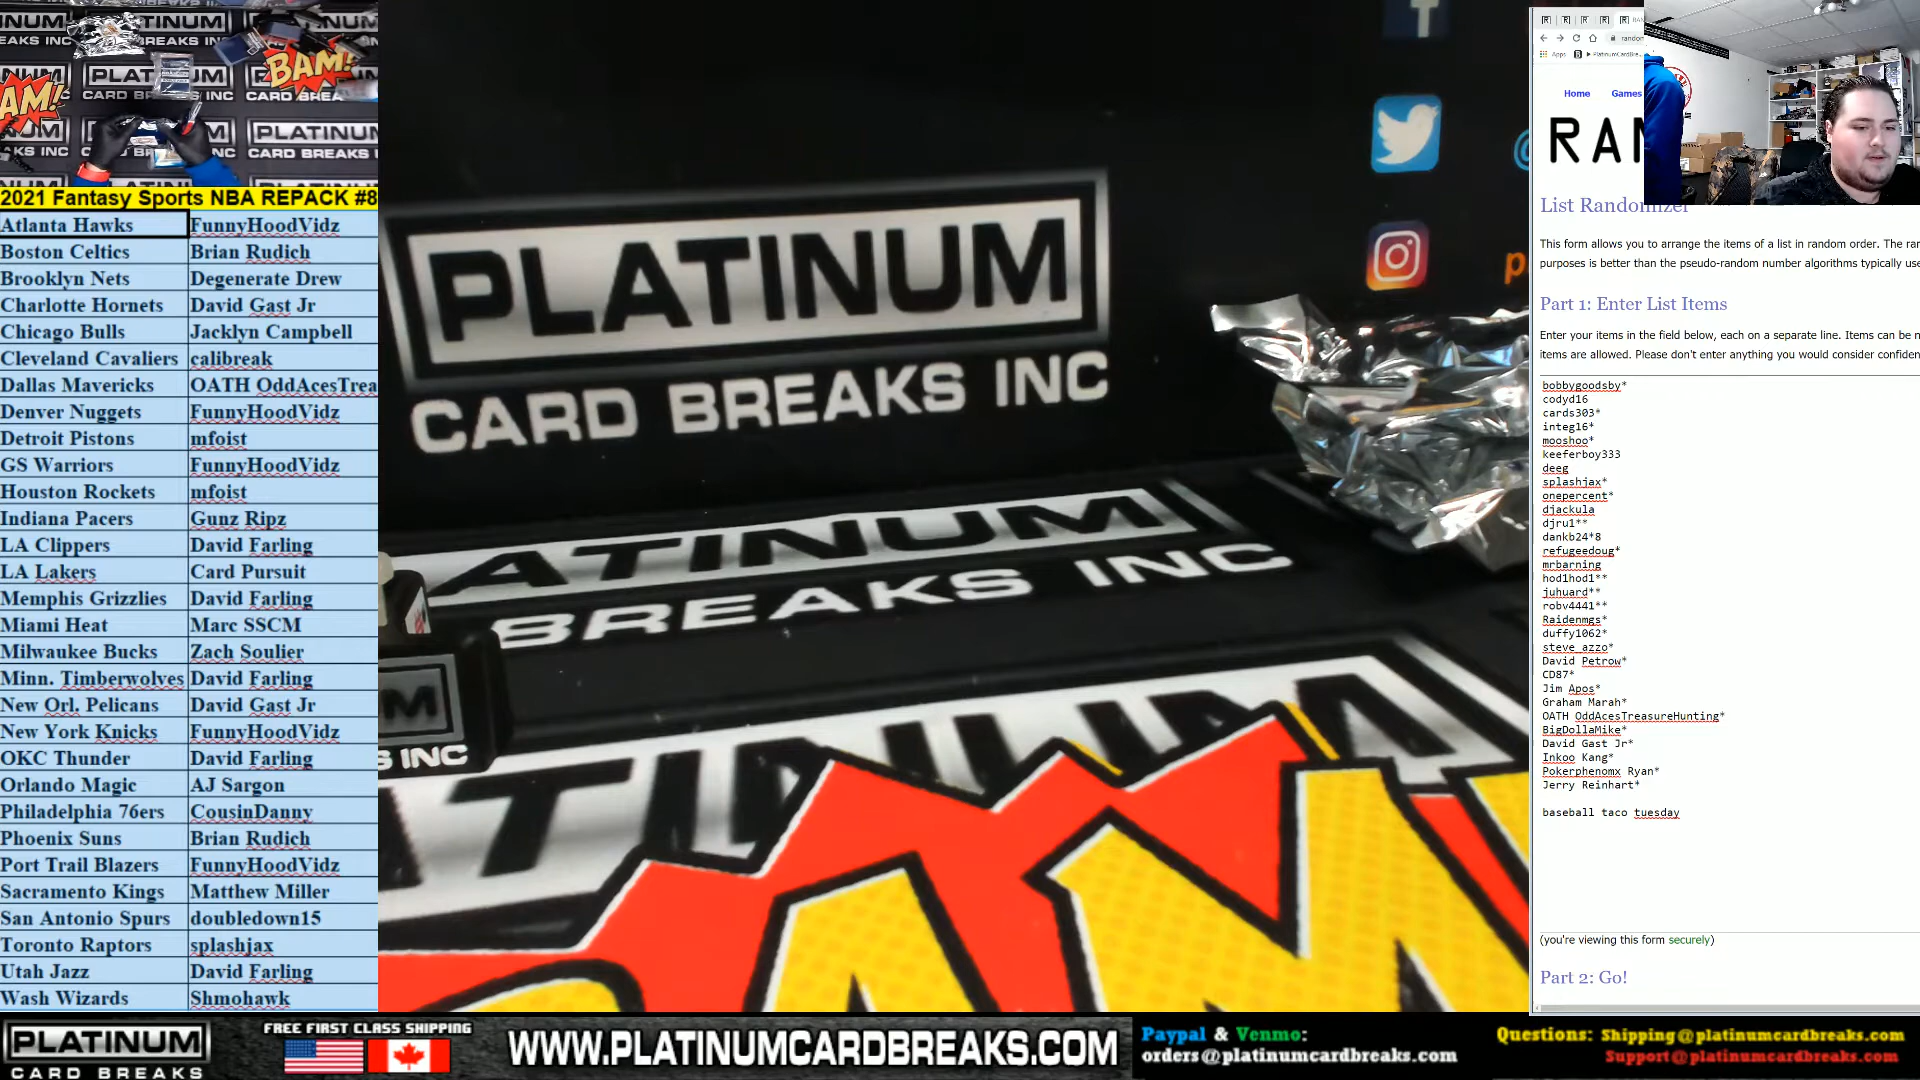 2021 Fantasy Sports NBA REPACK #8
Atlanta Hawks FunnyHoodVidz
Boston Celtics Brian Rudich
Brooklyn Nets Degenerate Drew
Charlotte Hornets David Gast Jr
Chicago Bulls Jacklyn Campbell
Cleveland Cavaliers calibreak
Dallas Mavericks OATH OddAcesTrea
Denver Nuggets FunnyHoodVidz
Detroit Pistons mfoist
GS Warriors FunnyHoodVidz
Houston Rockets mfoist
Indiana Pacers Gunz Ripz
LA Clippers David Farling
LA Lakers Card Pursuit
Memphis Grizzlies David Farling
Miami Heat Marc SSCM
Milwaukee Bucks Zach Soulier
Minn. Timberwolves David Farling
New Orl. Pelicans David Gast Jr
New York Knicks FunnyHoodVidz
OKC Thunder David Farling
Orlando Magic AJ Sargon
Philadelphia 76ers CousinDanny
Phoenix Suns Brian Rudich
Port Trail Blazers FunnyHoodVidz
Sacramento Kings Matthew Miller
San Antonio Spurs doubledown15
Toronto Raptors splashjax
Utah Jazz David Farling
Wash Wizards Shmohawk
PLATINUM
CARD BREAKS INC
ATINUM
BREAKS INC
Home Games
RAN
List Randomizer
This form allows you to arrange the items of a list in random order. The rar
purposes is better than the pseudo-random number algorithms typically use
Part 1: Enter List Items
Enter your items in the field below, each on a separate line. Items can be n
items are allowed. Please don't enter anything you would consider confiden
bobbygoodsby*
codyd16
cards303*
integ16*
mooshoo*
keeferboy333
deeg
splashjax*
onepercent*
djackula
djru1**
dankb24*8
refugeedoug*
mrbarning
hod1hod1**
juhuard**
robv4441**
Raidenmgs*
duffy1062*
steve_azzo*
David Petrow*
CD87*
Jim Apos*
Graham Marah*
OATH OddAcesTreasureHunting*
BigDollaMike*
David Gast Jr*
Inkoo Kang*
Pokerphenomx Ryan*
Jerry Reinhart*
baseball taco tuesday
(you're viewing this form securely)
Part 2: Go!
PLATINUM
CARD BREAKS
FREE FIRST CLASS SHIPPING
WWW.PLATINUMCARDBREAKS.COM
Paypal & Venmo:
orders@platinumcardbreaks.com
Questions: Shipping@platinumcardbreaks.com
Support@platinumcardbreaks.com